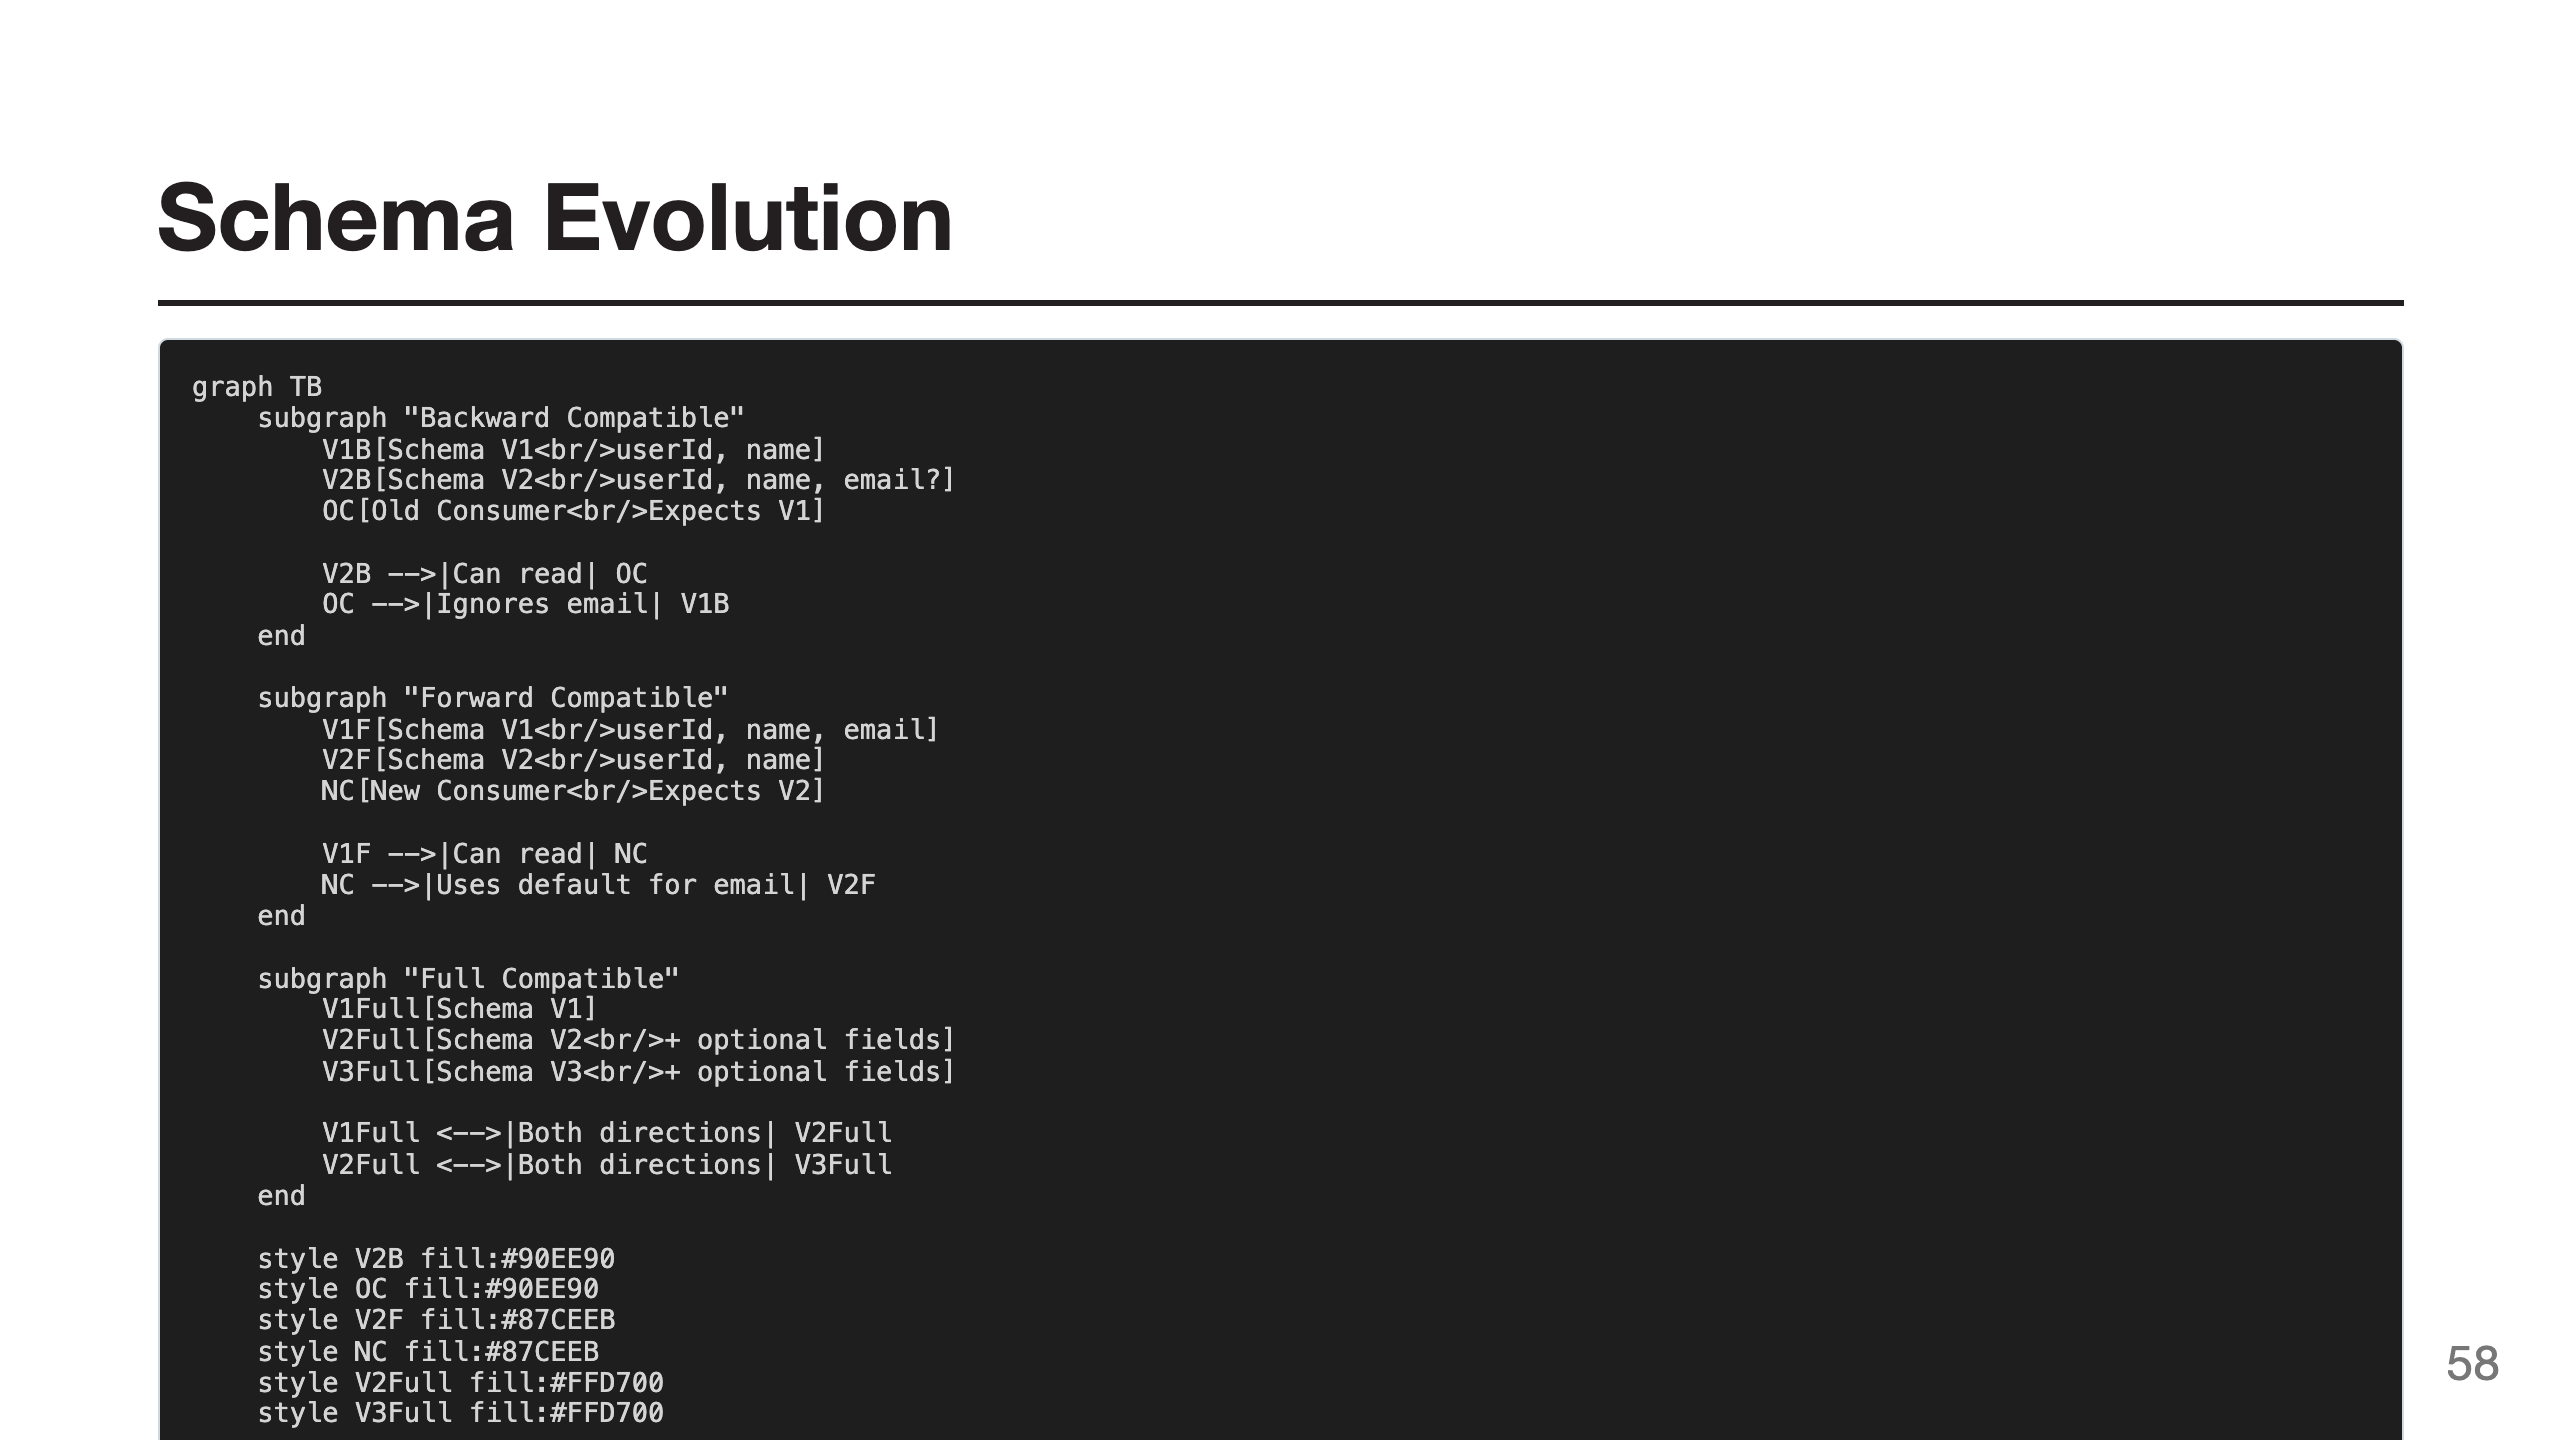 Schema Evolution
graph TB
    subgraph "Backward Compatible"
        V1B[Schema V1<br/>userId, name]
        V2B[Schema V2<br/>userId, name, email?]
        OC[Old Consumer<br/>Expects V1]

        V2B -->|Can read| OC
        OC -->|Ignores email| V1B
    end

    subgraph "Forward Compatible"
        V1F[Schema V1<br/>userId, name, email]
        V2F[Schema V2<br/>userId, name]
        NC[New Consumer<br/>Expects V2]

        V1F -->|Can read| NC
        NC -->|Uses default for email| V2F
    end

    subgraph "Full Compatible"
        V1Full[Schema V1]
        V2Full[Schema V2<br/>+ optional fields]
        V3Full[Schema V3<br/>+ optional fields]

        V1Full <-->|Both directions| V2Full
        V2Full <-->|Both directions| V3Full
    end

    style V2B fill:#90EE90
    style OC fill:#90EE90
    style V2F fill:#87CEEB
    style NC fill:#87CEEB
    style V2Full fill:#FFD700
    style V3Full fill:#FFD700
58